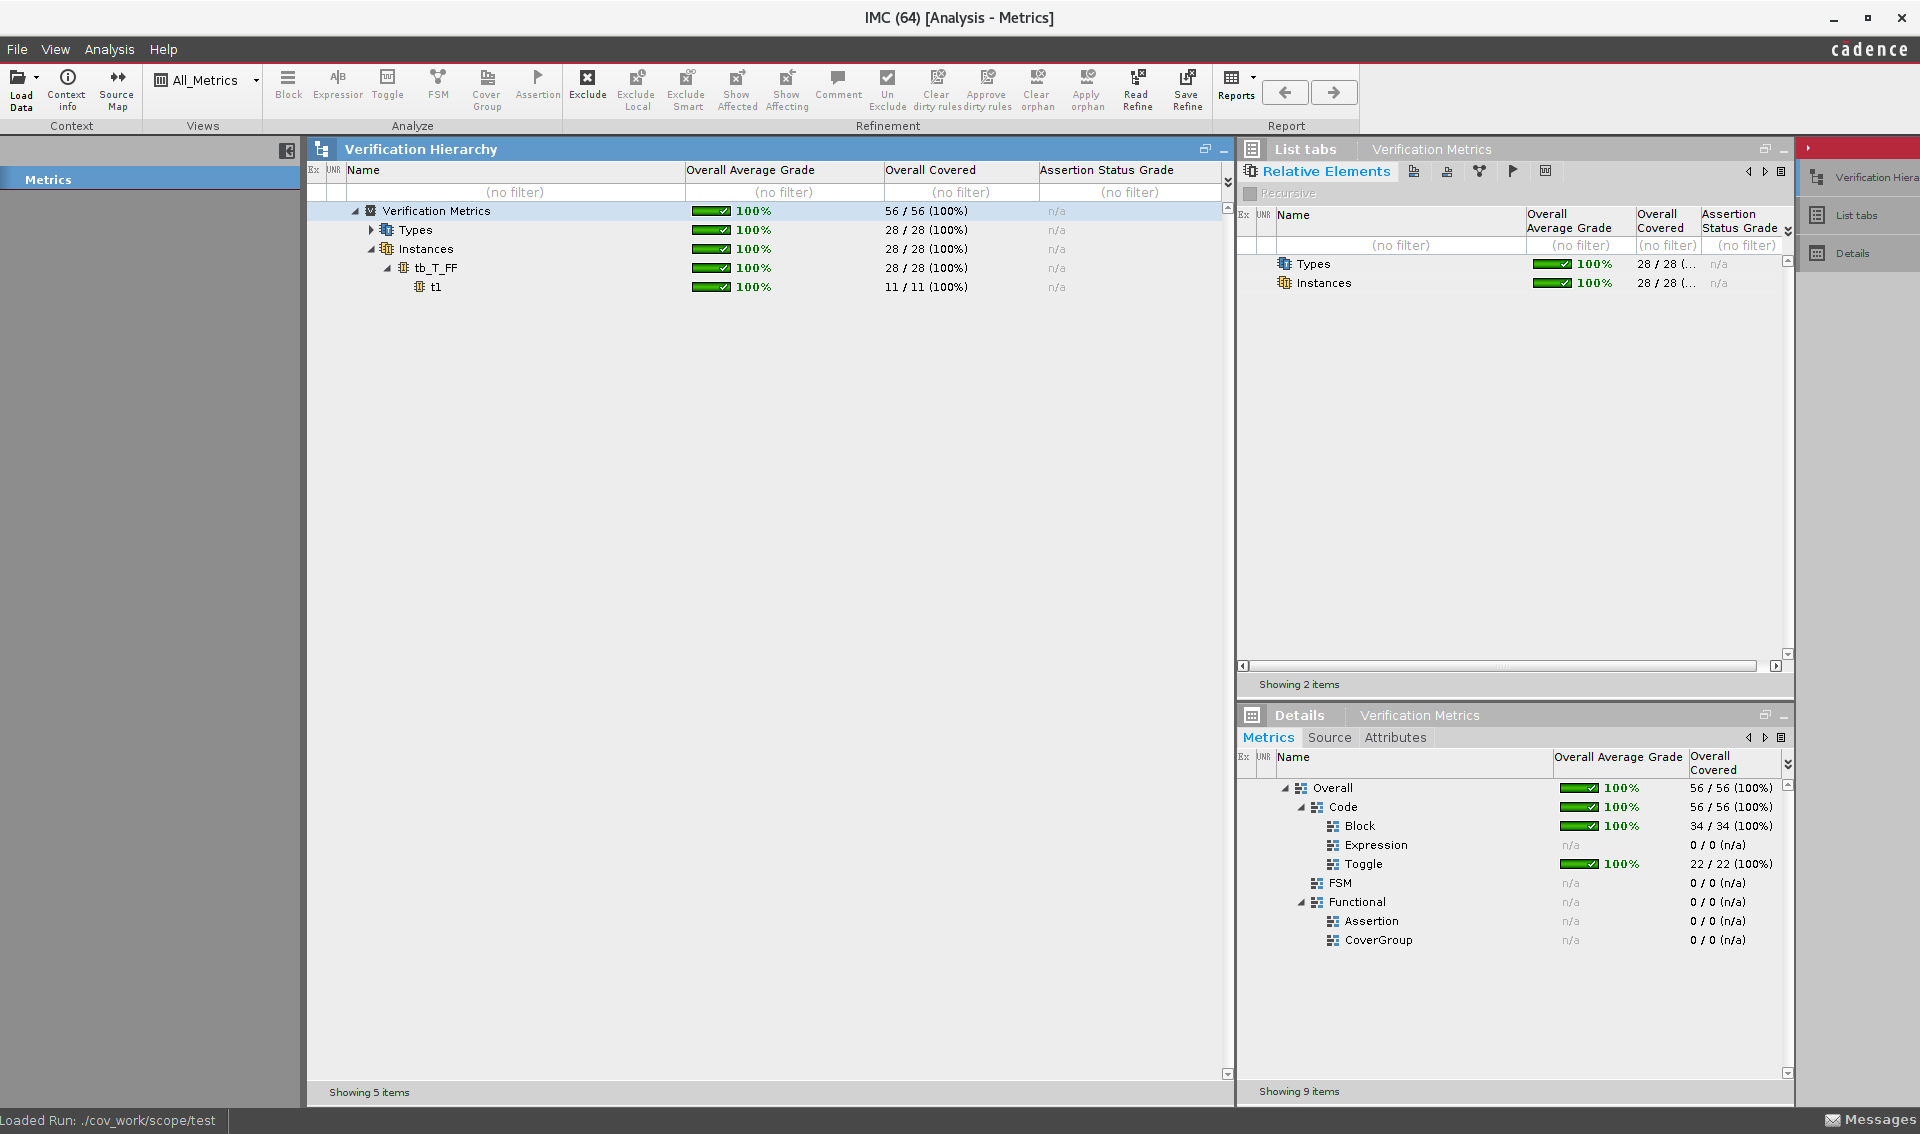 IMC (64) [Analysis - Metrics]
File View Analysis Help
cādence
Load Data
Context info
Source Map
Context
All_Metrics
Views
Block
Expression
Toggle
FSM
Cover Group
Assertion
Analyze
Exclude
Exclude Local
Exclude Smart
Show Affected
Show Affecting
Comment
Un Exclude
Clear dirty rules
Approve dirty rules
Clear orphan
Apply orphan
Read Refine
Save Refine
Refinement
Reports
Report
Metrics
Verification Hierarchy
Ex UNR Name Overall Average Grade Overall Covered Assertion Status Grade
(no filter) (no filter) (no filter) (no filter)
Verification Metrics 100% 56 / 56 (100%) n/a
Types 100% 28 / 28 (100%) n/a
Instances 100% 28 / 28 (100%) n/a
tb_T_FF 100% 28 / 28 (100%) n/a
t1 100% 11 / 11 (100%) n/a
Showing 5 items
List tabs Verification Metrics
Relative Elements
Recursive
Ex UNR Name Overall Average Grade Overall Covered Assertion Status Grade
(no filter) (no filter) (no filter) (no filter)
Types 100% 28 / 28 (... n/a
Instances 100% 28 / 28 (... n/a
Showing 2 items
Details Verification Metrics
Metrics Source Attributes
Ex UNR Name Overall Average Grade Overall Covered
Overall 100% 56 / 56 (100%)
Code 100% 56 / 56 (100%)
Block 100% 34 / 34 (100%)
Expression n/a 0 / 0 (n/a)
Toggle 100% 22 / 22 (100%)
FSM n/a 0 / 0 (n/a)
Functional n/a 0 / 0 (n/a)
Assertion n/a 0 / 0 (n/a)
CoverGroup n/a 0 / 0 (n/a)
Showing 9 items
Verification Hiera
List tabs
Details
Loaded Run: ./cov_work/scope/test
Messages